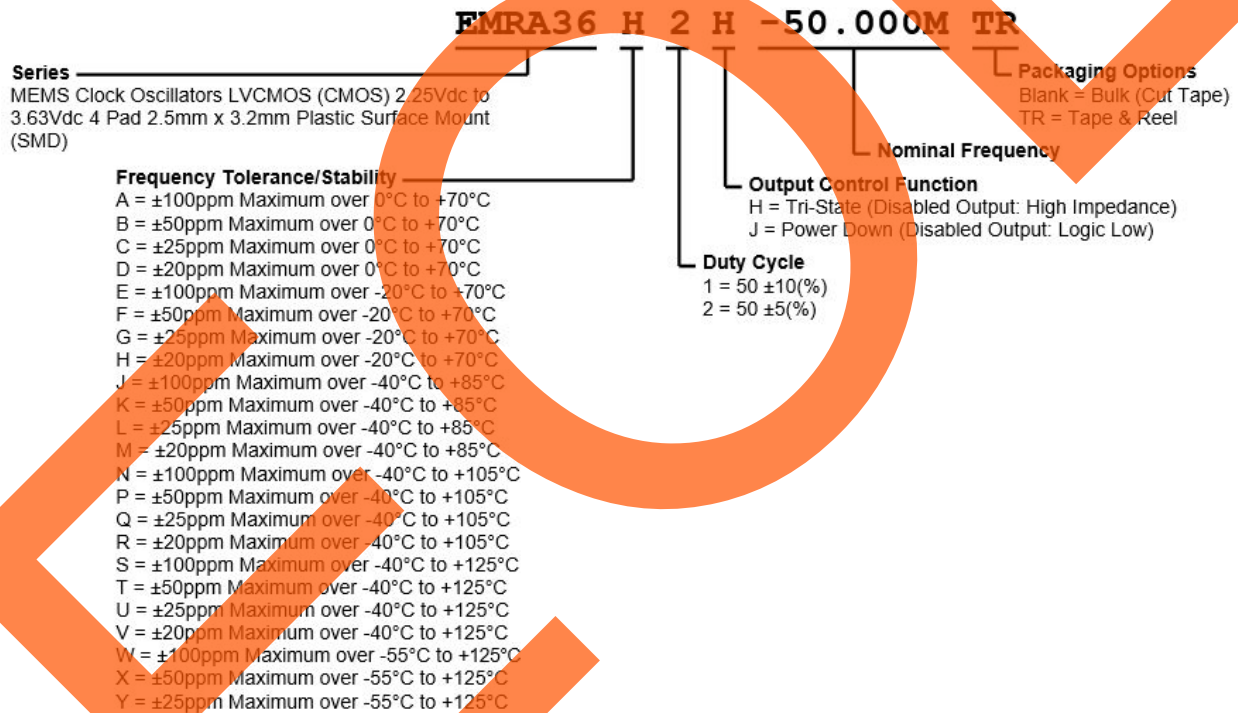 EMRA36 H 2 H -50.000M TR
Series
MEMS Clock Oscillators LVCMOS (CMOS) 2.25Vdc to
3.63Vdc 4 Pad 2.5mm x 3.2mm Plastic Surface Mount
(SMD)
Packaging Options
Blank = Bulk (Cut Tape)
TR = Tape & Reel
Nominal Frequency
Output Control Function
H = Tri-State (Disabled Output: High Impedance)
J = Power Down (Disabled Output: Logic Low)
Duty Cycle
1 = 50 ±10(%)
2 = 50 ±5(%)
Frequency Tolerance/Stability
A = ±100ppm Maximum over 0°C to +70°C
B = ±50ppm Maximum over 0°C to +70°C
C = ±25ppm Maximum over 0°C to +70°C
D = ±20ppm Maximum over 0°C to +70°C
E = ±100ppm Maximum over -20°C to +70°C
F = ±50ppm Maximum over -20°C to +70°C
G = ±25ppm Maximum over -20°C to +70°C
H = ±20ppm Maximum over -20°C to +70°C
J = ±100ppm Maximum over -40°C to +85°C
K = ±50ppm Maximum over -40°C to +85°C
L = ±25ppm Maximum over -40°C to +85°C
M = ±20ppm Maximum over -40°C to +85°C
N = ±100ppm Maximum over -40°C to +105°C
P = ±50ppm Maximum over -40°C to +105°C
Q = ±25ppm Maximum over -40°C to +105°C
R = ±20ppm Maximum over -40°C to +105°C
S = ±100ppm Maximum over -40°C to +125°C
T = ±50ppm Maximum over -40°C to +125°C
U = ±25ppm Maximum over -40°C to +125°C
V = ±20ppm Maximum over -40°C to +125°C
W = ±100ppm Maximum over -55°C to +125°C
X = ±50ppm Maximum over -55°C to +125°C
Y = ±25ppm Maximum over -55°C to +125°C